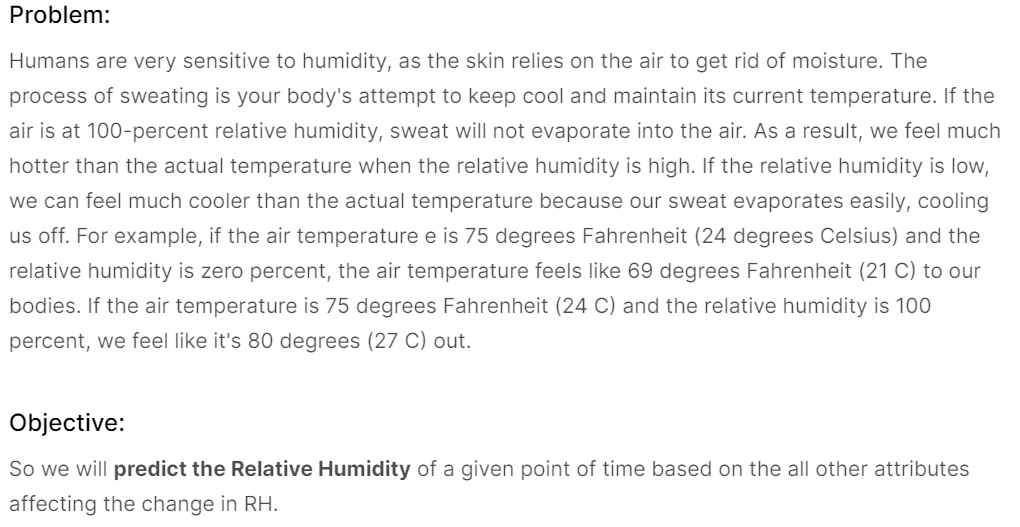 Problem:
Humans are very sensitive to humidity, as the skin relies on the air to get rid of moisture. The
process of sweating is your body's attempt to keep cool and maintain its current temperature. If the
air is at 100-percent relative humidity, sweat will not evaporate into the air. As a result, we feel much
hotter than the actual temperature when the relative humidity is high. If the relative humidity is low,
we can feel much cooler than the actual temperature because our sweat evaporates easily, cooling
us off. For example, if the air temperature e is 75 degrees Fahrenheit (24 degrees Celsius) and the
relative humidity is zero percent, the air temperature feels like 69 degrees Fahrenheit (21 C) to our
bodies. If the air temperature is 75 degrees Fahrenheit (24 C) and the relative humidity is 100
percent, we feel like it's 80 degrees (27 C) out.
Objective:
So we will predict the Relative Humidity of a given point of time based on the all other attributes
affecting the change in RH.